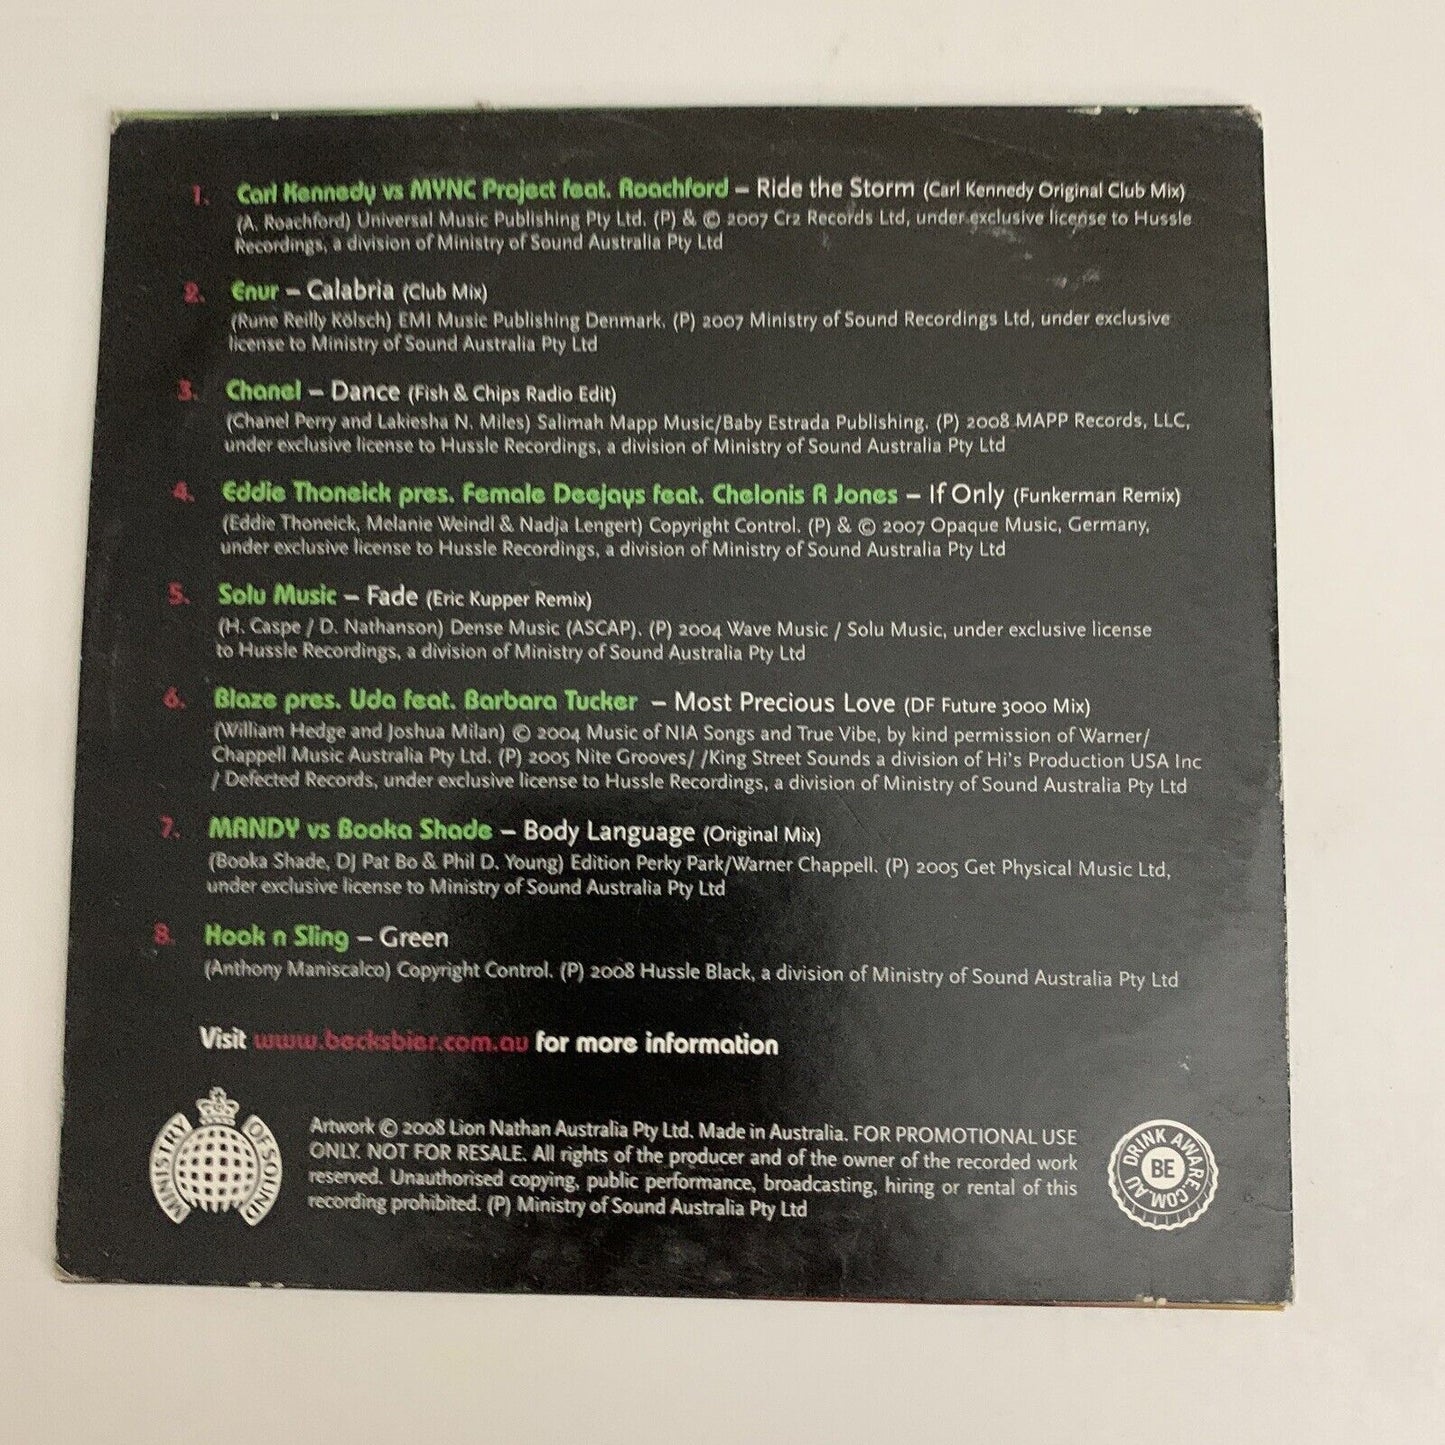 1. Carl Kennedy vs MYNC Project feat. Roachford – Ride the Storm (Carl Kennedy Original Club Mix)
(A. Roachford) Universal Music Publishing Pty Ltd. (P) & © 2007 Cr2 Records Ltd, under exclusive license to Hussle
Recordings, a division of Ministry of Sound Australia Pty Ltd
2. Enur – Calabria (Club Mix)
(Rune Reilly Kölsch) EMI Music Publishing Denmark. (P) 2007 Ministry of Sound Recordings Ltd, under exclusive
license to Ministry of Sound Australia Pty Ltd
3. Chanel – Dance (Fish & Chips Radio Edit)
(Chanel Perry and Lakiesha N. Miles) Salimah Mapp Music/Baby Estrada Publishing. (P) 2008 MAPP Records, LLC,
under exclusive license to Hussle Recordings, a division of Ministry of Sound Australia Pty Ltd
4. Eddie Thoneick pres. Female Deejays feat. Chelonis R Jones – If Only (Funkerman Remix)
(Eddie Thoneick, Melanie Weindl & Nadja Lengert) Copyright Control. (P) & © 2007 Opaque Music, Germany,
under exclusive license to Hussle Recordings, a division of Ministry of Sound Australia Pty Ltd
5. Solu Music – Fade (Eric Kupper Remix)
(H. Caspe / D. Nathanson) Dense Music (ASCAP). (P) 2004 Wave Music / Solu Music, under exclusive license
to Hussle Recordings, a division of Ministry of Sound Australia Pty Ltd
6. Blaze pres. Uda feat. Barbara Tucker – Most Precious Love (DF Future 3000 Mix)
(William Hedge and Joshua Milan) © 2004 Music of NIA Songs and True Vibe, by kind permission of Warner/
Chappell Music Australia Pty Ltd. (P) 2005 Nite Grooves/ /King Street Sounds a division of Hi's Production USA Inc
/ Defected Records, under exclusive license to Hussle Recordings, a division of Ministry of Sound Australia Pty Ltd
7. MANDY vs Booka Shade – Body Language (Original Mix)
(Booka Shade, DJ Pat Bo & Phil D. Young) Edition Perky Park/Warner Chappell. (P) 2005 Get Physical Music Ltd,
under exclusive license to Ministry of Sound Australia Pty Ltd
8. Hook n Sling – Green
(Anthony Maniscalco) Copyright Control. (P) 2008 Hussle Black, a division of Ministry of Sound Australia Pty Ltd
Visit www.becksbier.com.au for more information
MINISTRY OF SOUND
Artwork © 2008 Lion Nathan Australia Pty Ltd. Made in Australia. FOR PROMOTIONAL USE
ONLY. NOT FOR RESALE. All rights of the producer and of the owner of the recorded work
reserved. Unauthorised copying, public performance, broadcasting, hiring or rental of this
recording prohibited. (P) Ministry of Sound Australia Pty Ltd
BE
DRINK AWARE.COM.AU